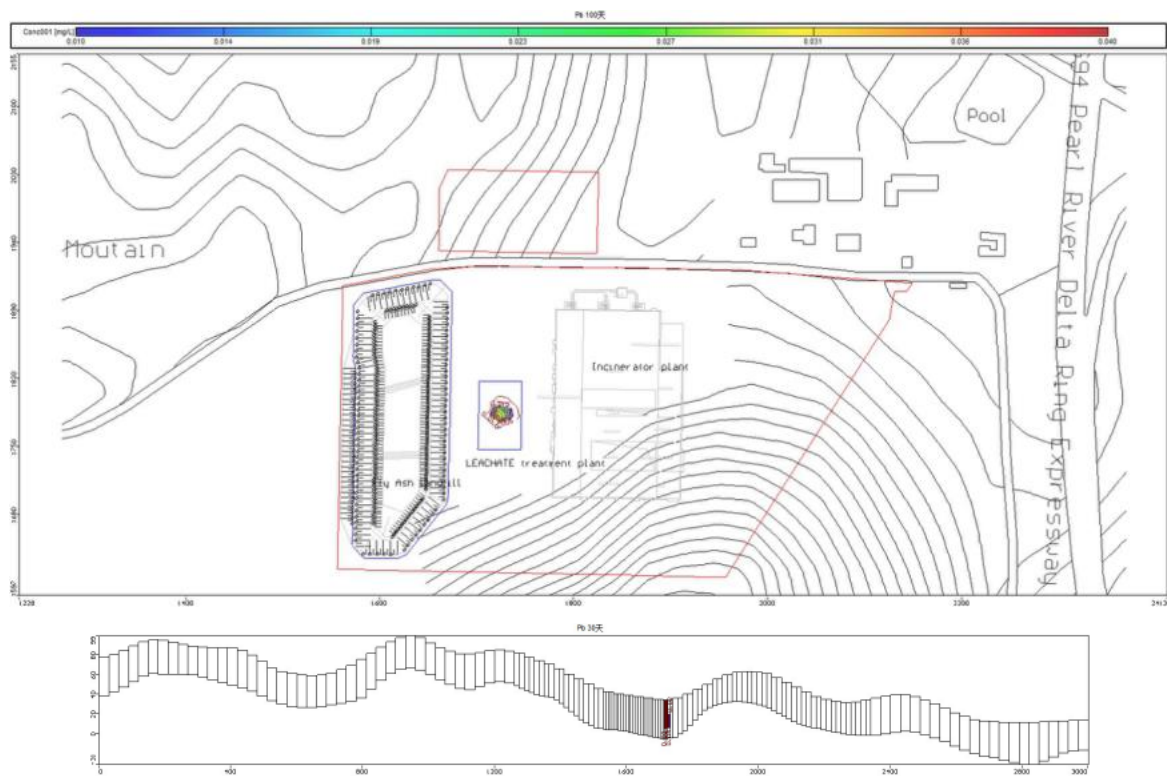 Pb 100天
Conc001 [mg/L]
0.010 0.014 0.019 0.023 0.027 0.031 0.036 0.040
Pool
S94 Pearl River Delta Ring Expressway
Moutain
Incinerator plant
LEACHATE treatment plant
Fly Ash Landfill
1400 1600 1800 2000 2200
Pb 30天
0 400 800 1200 1600 2000 2400 2800 3000